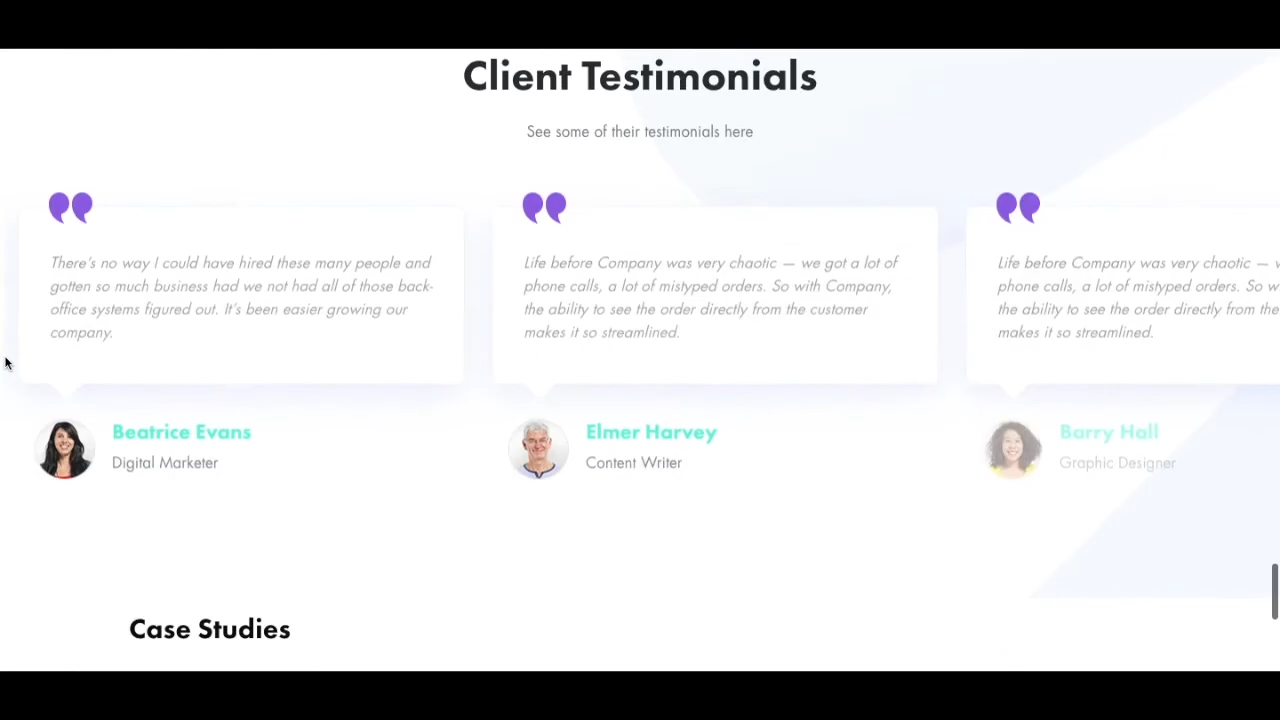 Client Testimonials
See some of their testimonials here
There's no way I could have hired these many people and
gotten so much business had we not had all of those back-
office systems figured out. It's been easier growing our
company.
Beatrice Evans
Digital Marketer
Life before Company was very chaotic — we got a lot of
phone calls, a lot of mistyped orders. So with Company,
the ability to see the order directly from the customer
makes it so streamlined.
Elmer Harvey
Content Writer
Life before Company was very chaotic —
phone calls, a lot of mistyped orders. So
the ability to see the order directly from the
makes it so streamlined.
Barry Hall
Graphic Designer
Case Studies